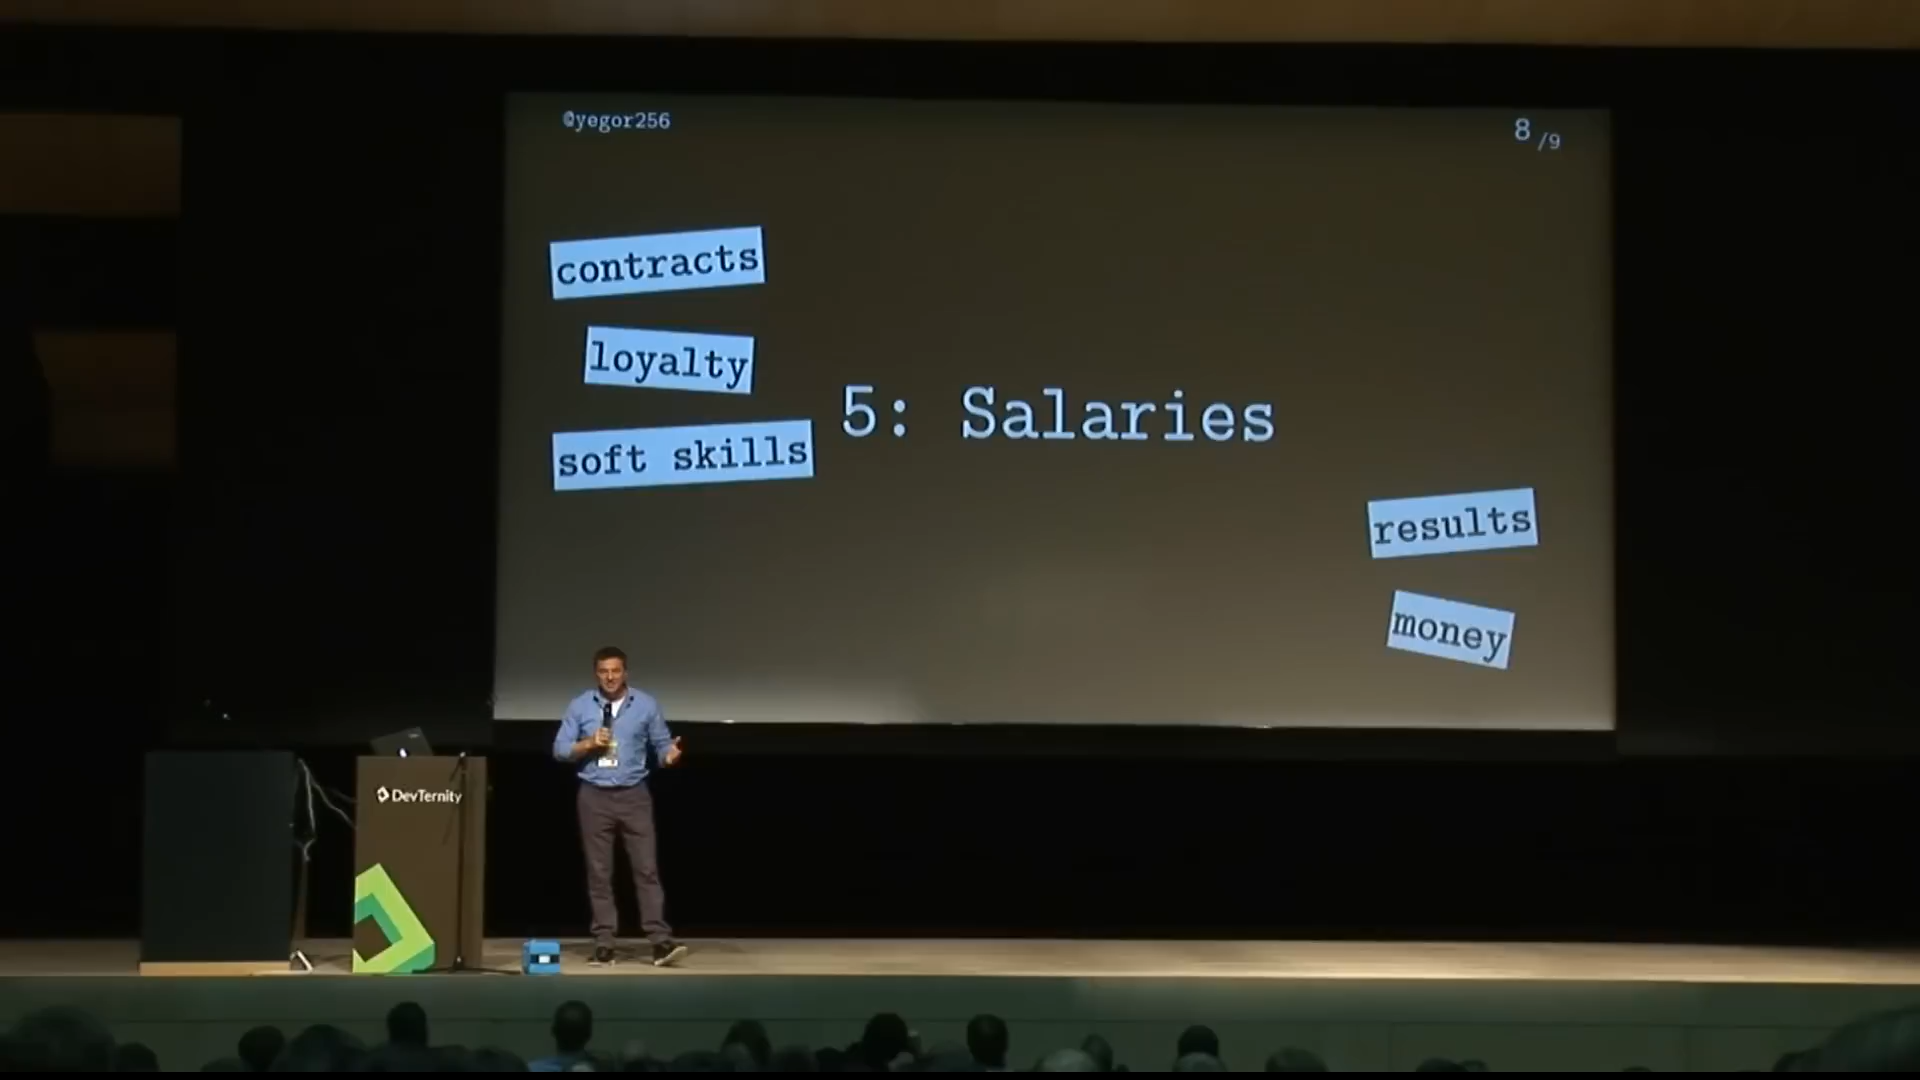 @yegor256
8/9
contracts
loyalty
soft skills
5: Salaries
results
money
DevTernity